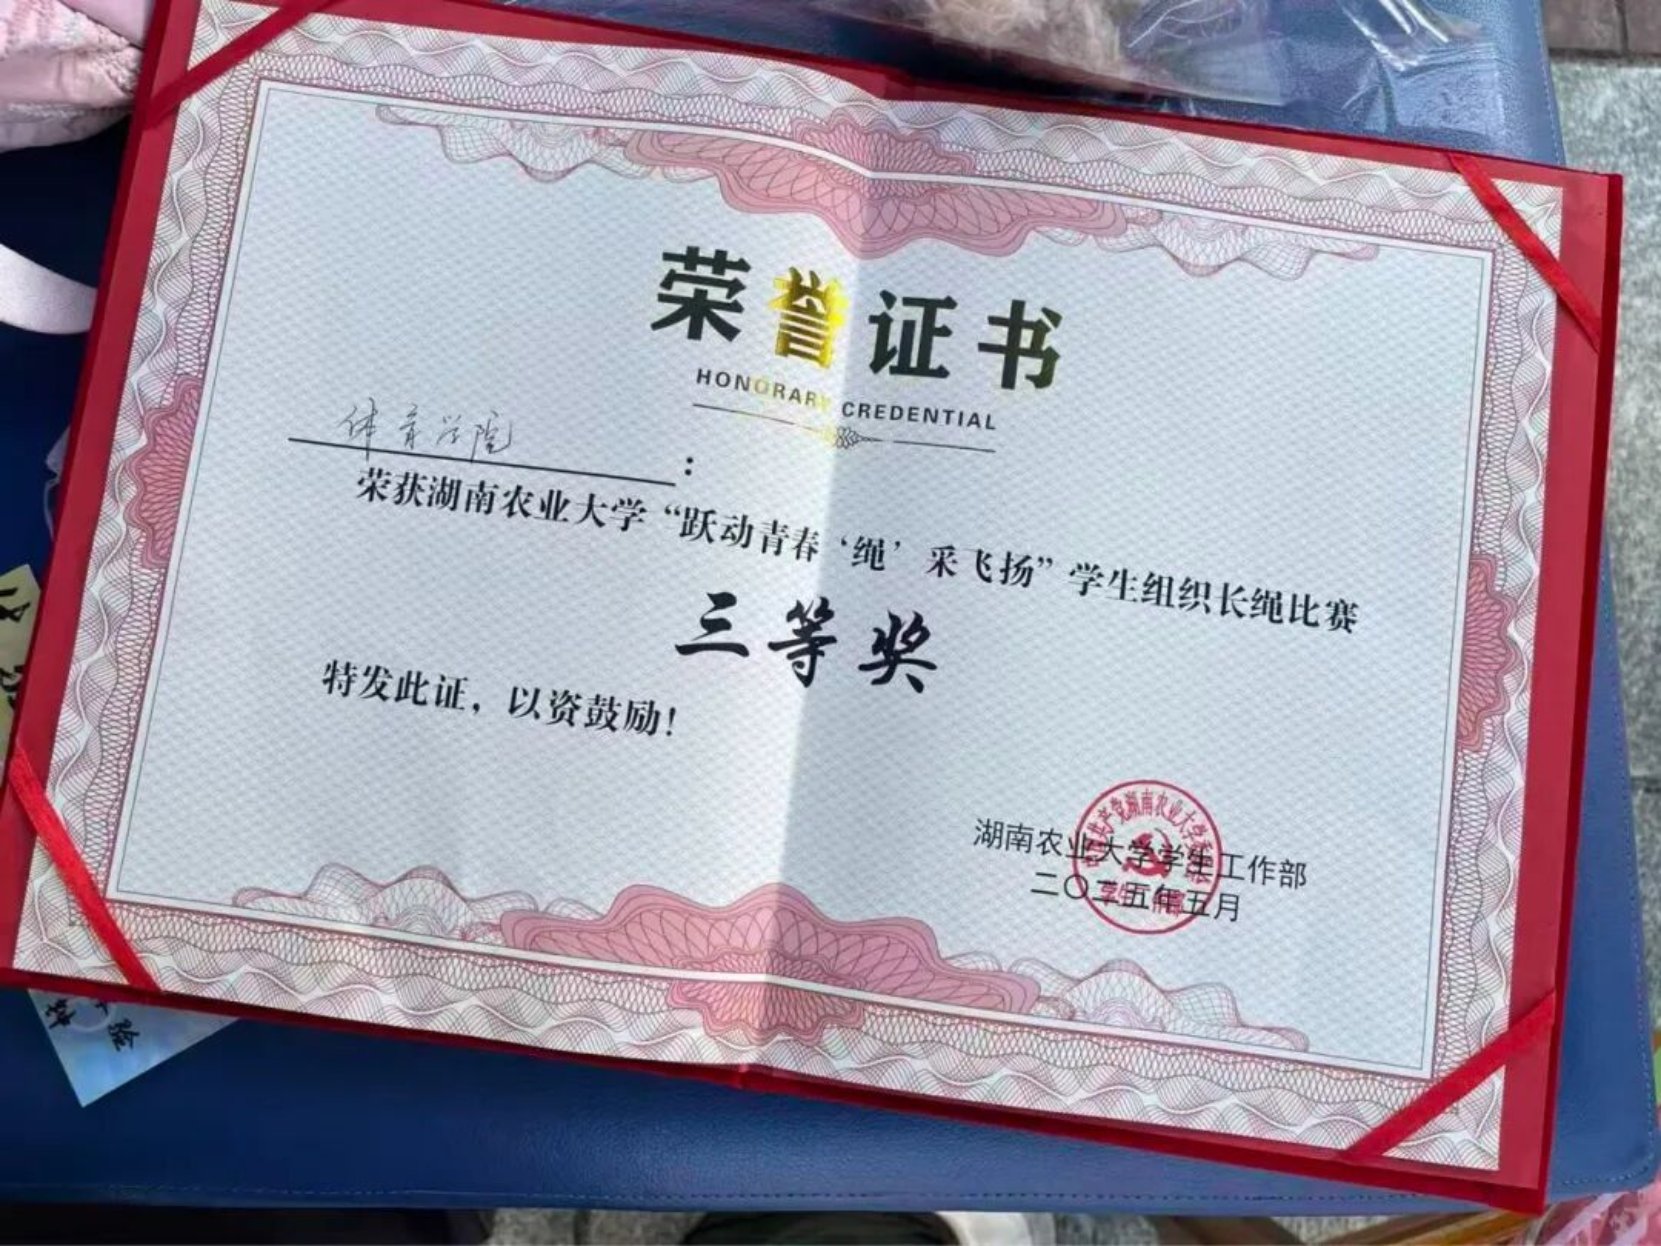 荣誉证书
HONORARY CREDENTIAL
体育学院：
荣获湖南农业大学“跃动青春‘绳’采飞扬”学生组织长绳比赛
三等奖
特发此证，以资鼓励！
湖南农业大学学生工作部
二〇二五年五月